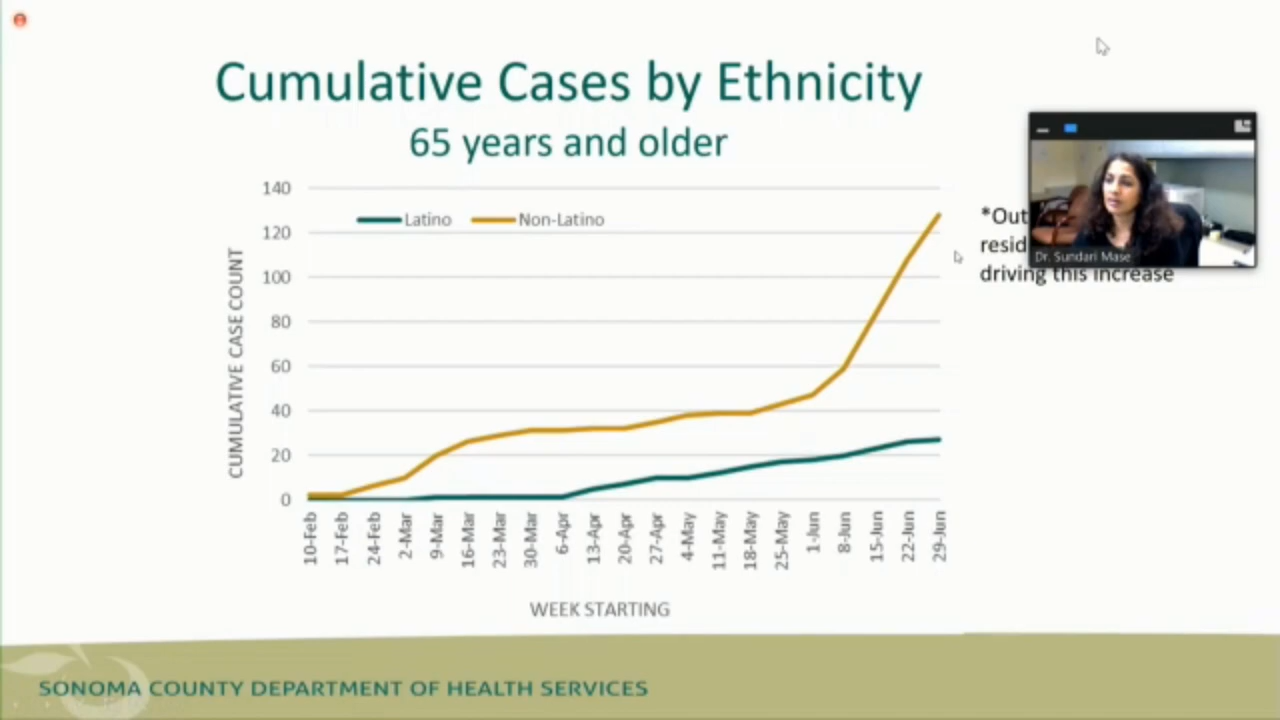 Cumulative Cases by Ethnicity
65 years and older
140
120
100
80
60
40
20
0
CUMULATIVE CASE COUNT
Latino
Non-Latino
10-Feb
17-Feb
24-Feb
2-Mar
9-Mar
16-Mar
23-Mar
30-Mar
6-Apr
13-Apr
20-Apr
27-Apr
4-May
11-May
18-May
25-May
1-Jun
8-Jun
15-Jun
22-Jun
29-Jun
WEEK STARTING
*Out
resid
driving this increase
Dr. Sundari Mase
SONOMA COUNTY DEPARTMENT OF HEALTH SERVICES